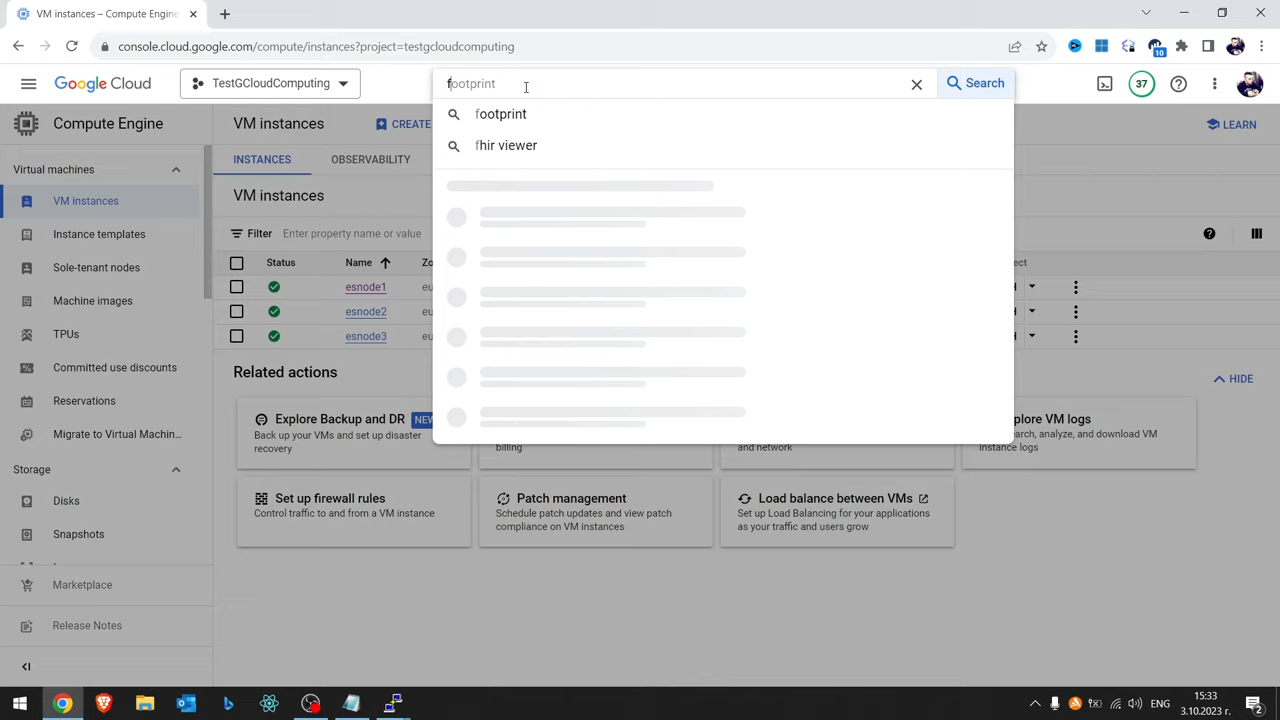 VM instances – Compute Engine
console.cloud.google.com/compute/instances?project=testgcloudcomputing
10
Google Cloud
TestGCloudComputing
footprint
Search
37
footprint
fhir viewer
Compute Engine
VM instances
CREATE
LEARN
Virtual machines
INSTANCES
OBSERVABILITY
VM instances
VM instances
Instance templates
Filter
Enter property name or value
Sole-tenant nodes
Status
Name
esnode1
Machine images
esnode2
TPUs
esnode3
Committed use discounts
Related actions
HIDE
Reservations
Explore Backup and DR
NEW
Back up your VMs and set up disaster
recovery
billing
and network
plore VM logs
earch, analyze, and download VM
instance logs
Migrate to Virtual Machin...
Storage
Disks
Set up firewall rules
Control traffic to and from a VM instance
Patch management
Schedule patch updates and view patch
compliance on VM instances
Load balance between VMs
Set up Load Balancing for your applications
as your traffic and users grow
Snapshots
Marketplace
Release Notes
ENG
15:33
3.10.2023 г.
2